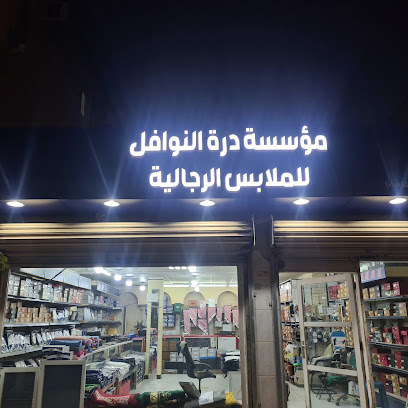 مؤسسة درة النوافل
للملابس الرجالية